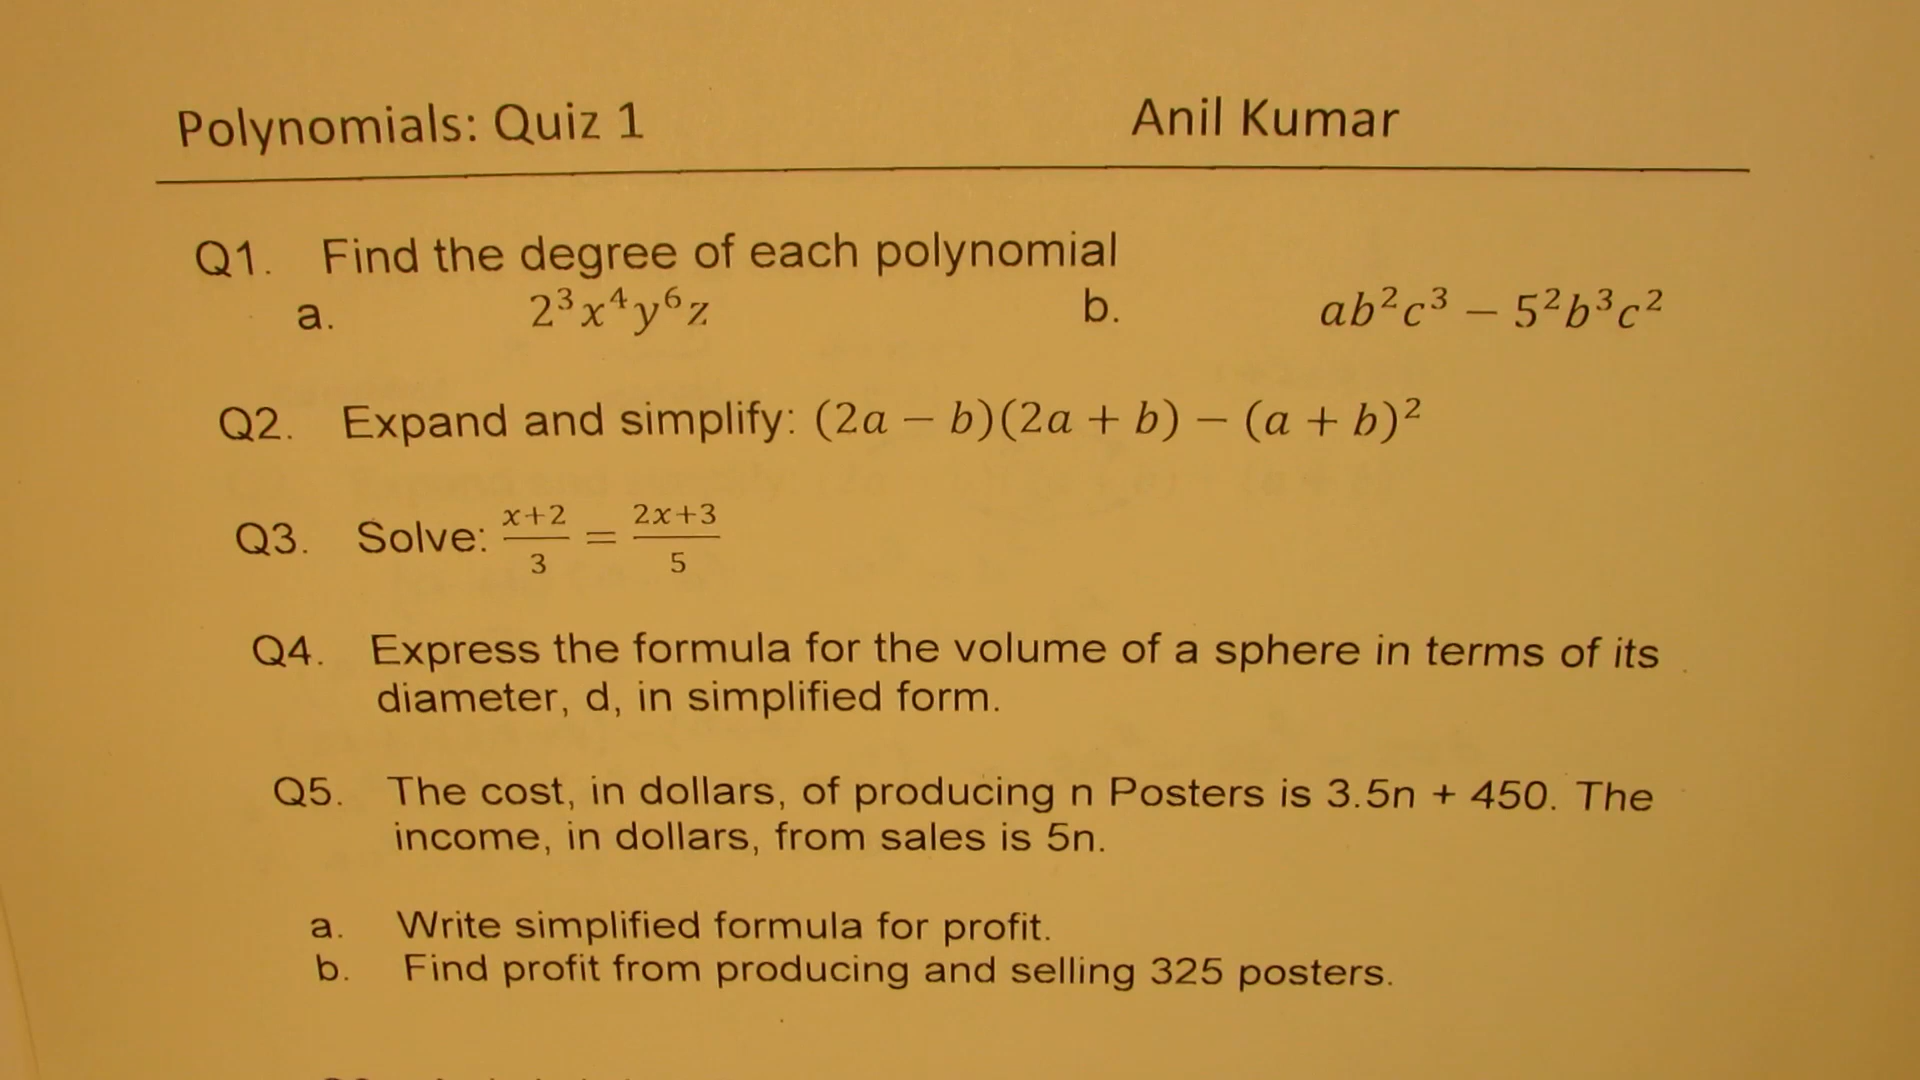 Polynomials: Quiz 1 Anil Kumar
Q1. Find the degree of each polynomial
a. 2³x⁴y⁶z b. ab²c³ − 5²b³c²
Q2. Expand and simplify: (2a − b)(2a + b) − (a + b)²
Q3. Solve: (x+2)/3 = (2x+3)/5
Q4. Express the formula for the volume of a sphere in terms of its
diameter, d, in simplified form.
Q5. The cost, in dollars, of producing n Posters is 3.5n + 450. The
income, in dollars, from sales is 5n.
a. Write simplified formula for profit.
b. Find profit from producing and selling 325 posters.